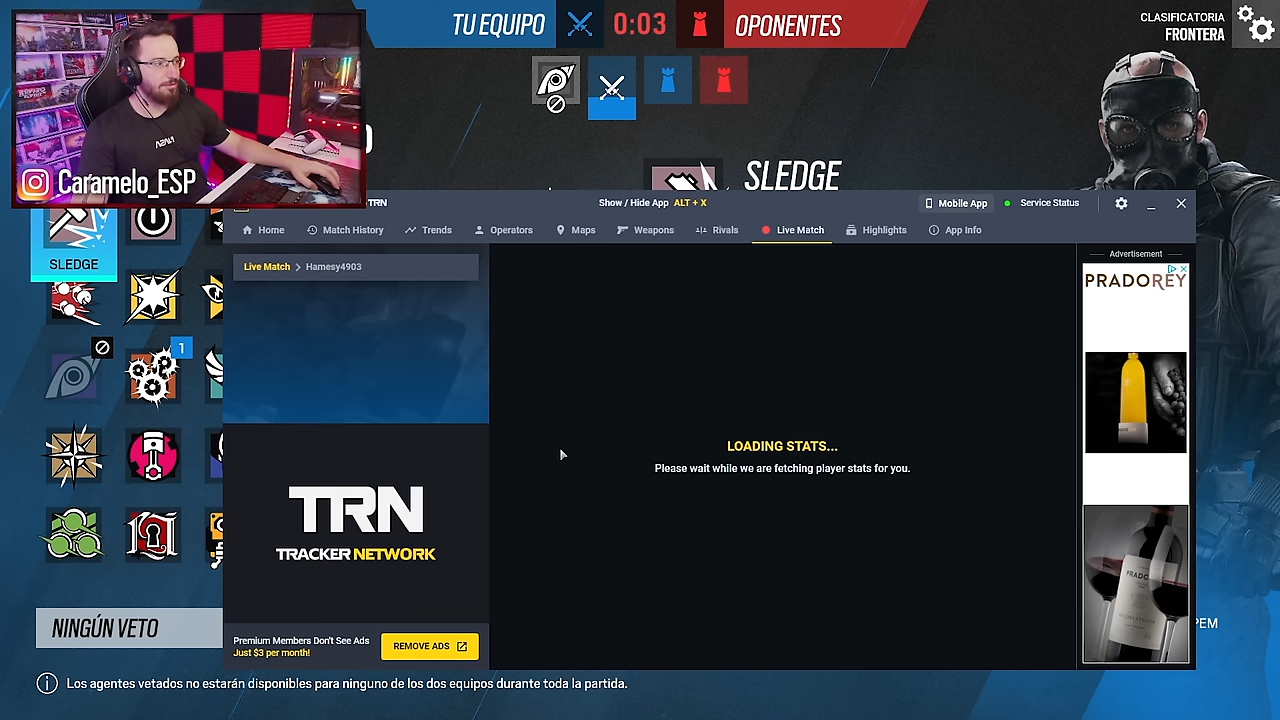 TU EQUIPO
0:03
OPONENTES
CLASIFICATORIA
FRONTERA
Caramelo_ESP
SLEDGE
TRN
Show / Hide App ALT + X
Mobile App
Service Status
Home
Match History
Trends
Operators
Maps
Weapons
Rivals
Live Match
Highlights
App Info
SLEDGE
Live Match > Hamesy4903
Advertisement
PRADOREY
1
LOADING STATS...
Please wait while we are fetching player stats for you.
TRN
TRACKER NETWORK
NINGÚN VETO
Premium Members Don't See Ads
Just $3 per month!
REMOVE ADS
Los agentes vetados no estarán disponibles para ninguno de los dos equipos durante toda la partida.